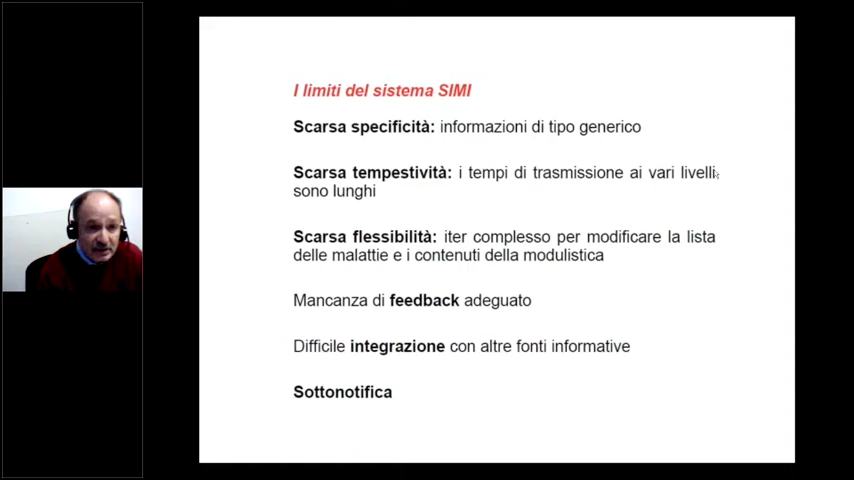 I limiti del sistema SIMI
Scarsa specificità: informazioni di tipo generico
Scarsa tempestività: i tempi di trasmissione ai vari livelli
sono lunghi
Scarsa flessibilità: iter complesso per modificare la lista
delle malattie e i contenuti della modulistica
Mancanza di feedback adeguato
Difficile integrazione con altre fonti informative
Sottonotifica